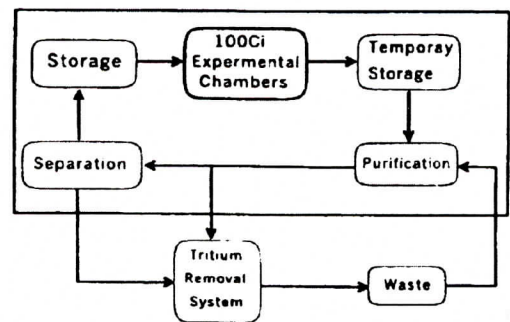 Storage
100Ci
Expermental
Chambers
Temporay
Storage
Separation
Purification
Tritium
Removal
System
Waste